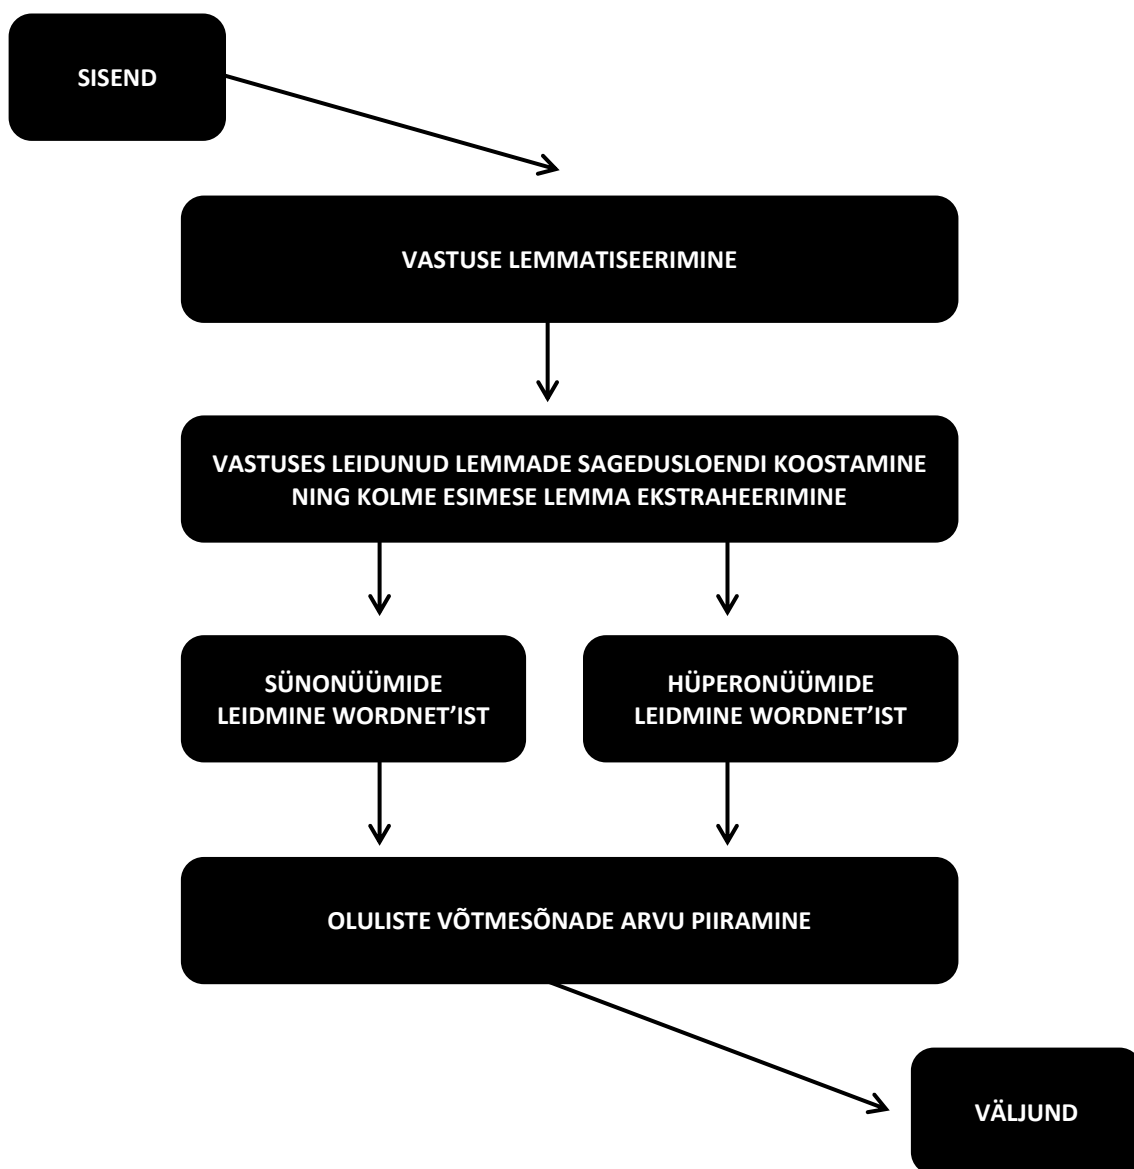 SISEND
VASTUSE LEMMATISEERIMINE
VASTUSES LEIDUNUD LEMMADE SAGEDUSLOENDI KOOSTAMINE
NING KOLME ESIMESE LEMMA EKSTRAHEERIMINE
SÜNONÜÜMIDE
LEIDMINE WORDNET’IST
HÜPERONÜÜMIDE
LEIDMINE WORDNET’IST
OLULISTE VÕTMESÕNADE ARVU PIIRAMINE
VÄLJUND